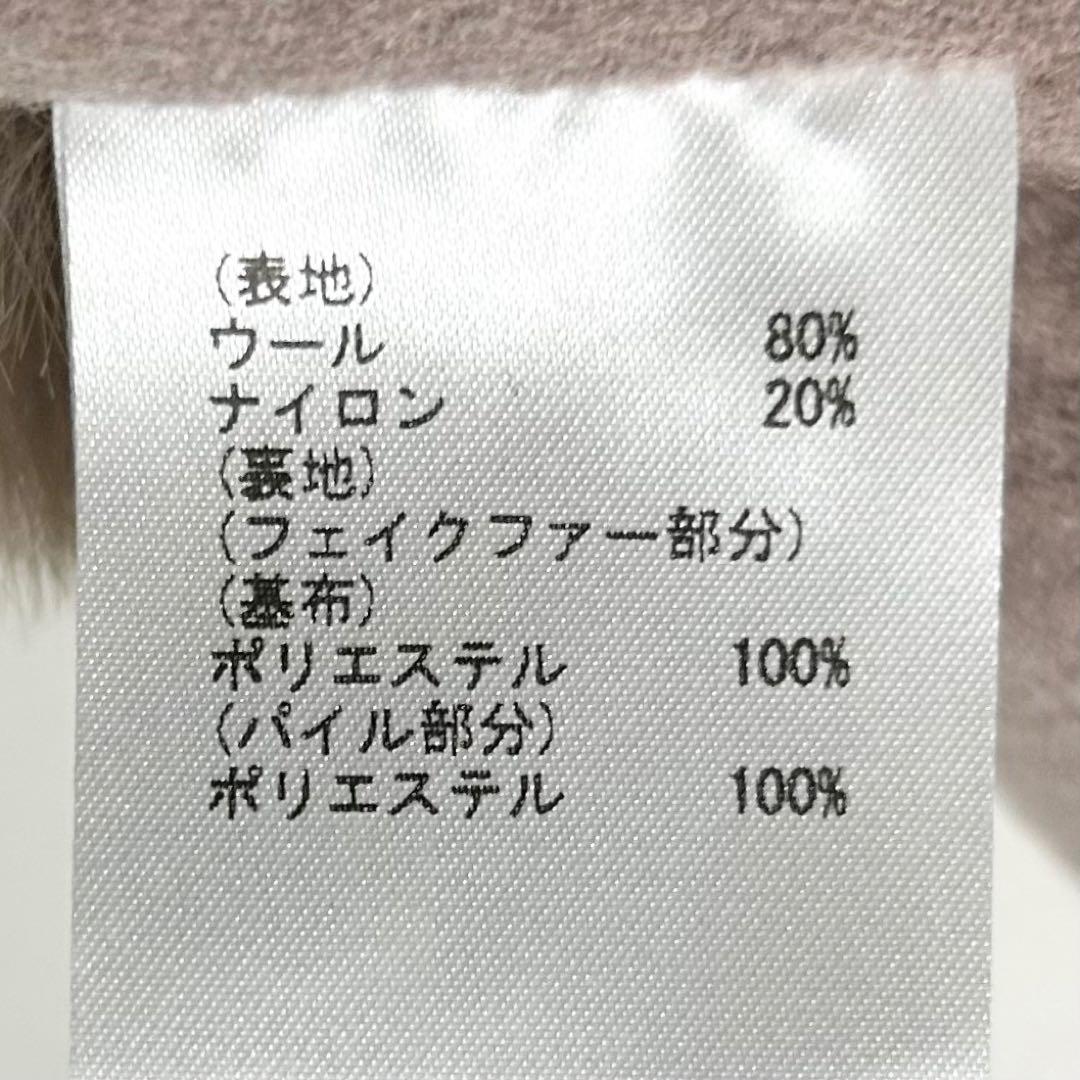 (表地)
ウール 80%
ナイロン 20%
(裏地)
(フェイクファー部分)
(基布)
ポリエステル 100%
(パイル部分)
ポリエステル 100%